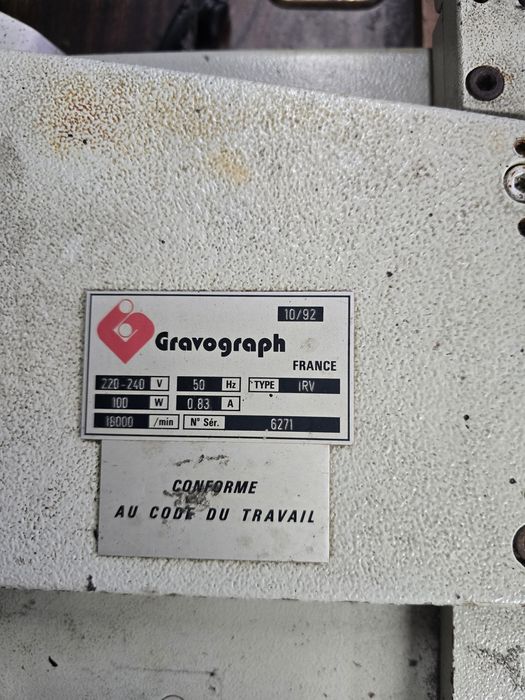 10/92
Gravograph
FRANCE
220-240 V 50 Hz TYPE IRV
100 W 0.83 A
16000 /min N° Sér. 6271
CONFORME
AU CODE DU TRAVAIL